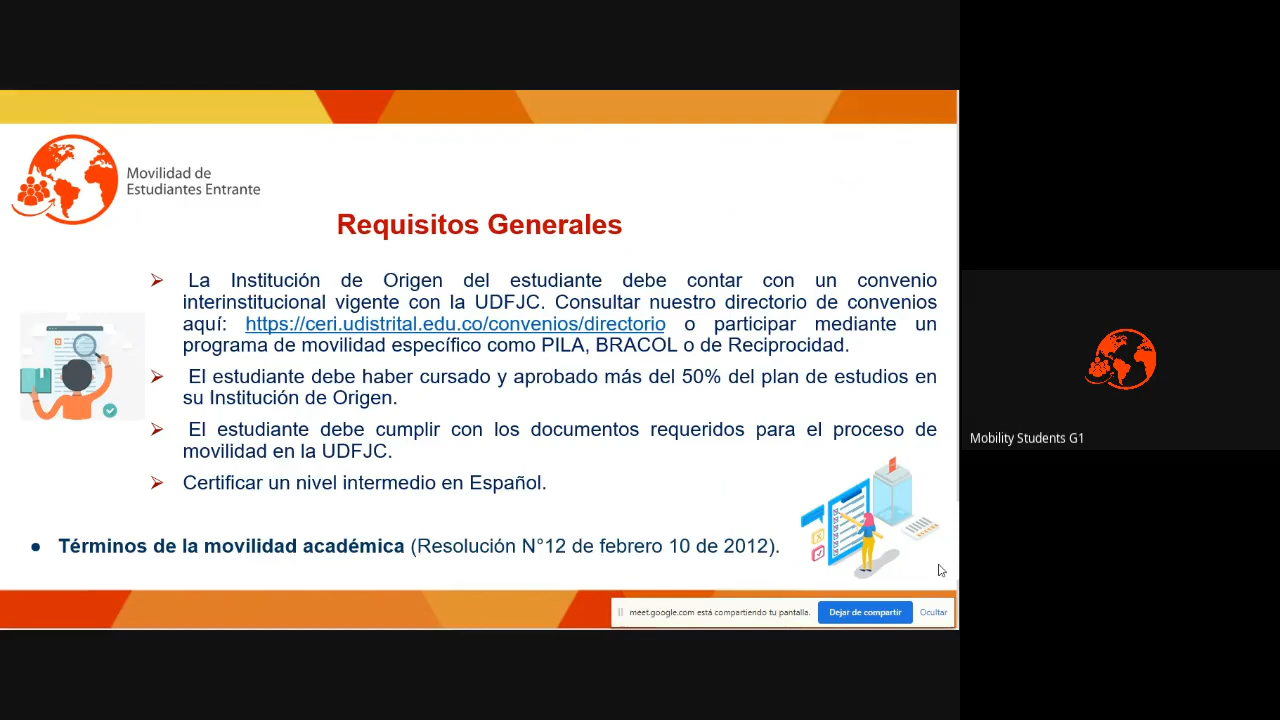 Movilidad de
Estudiantes Entrante
Requisitos Generales
La Institución de Origen del estudiante debe contar con un convenio
interinstitucional vigente con la UDFJC. Consultar nuestro directorio de convenios
aquí: https://ceri.udistrital.edu.co/convenios/directorio o participar mediante un
programa de movilidad específico como PILA, BRACOL o de Reciprocidad.
El estudiante debe haber cursado y aprobado más del 50% del plan de estudios en
su Institución de Origen.
El estudiante debe cumplir con los documentos requeridos para el proceso de
movilidad en la UDFJC.
Certificar un nivel intermedio en Español.
Términos de la movilidad académica (Resolución N°12 de febrero 10 de 2012).
meet.google.com está compartiendo tu pantalla.
Dejar de compartir
Ocultar
Mobility Students G1